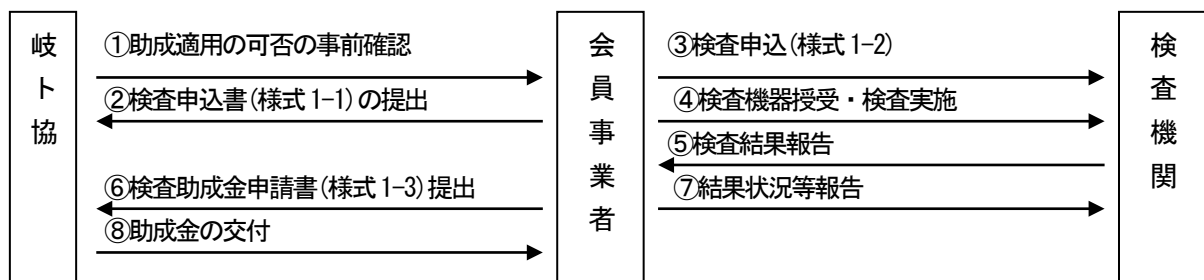 岐ト協
①助成適用の可否の事前確認
②検査申込書(様式1-1)の提出
⑥検査助成金申請書(様式1-3)提出
⑧助成金の交付
会員事業者
③検査申込(様式1-2)
④検査機器授受・検査実施
⑤検査結果報告
⑦結果状況等報告
検査機関